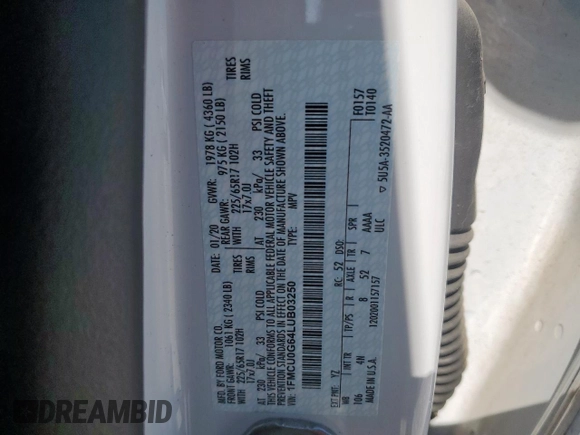 MFD. BY FORD MOTOR CO.
DATE: 01/20 GVWR: 1978 KG ( 4360 LB)
FRONT GAWR: 1061 KG ( 2340 LB) REAR GAWR: 975 KG ( 2150 LB)
WITH 225/65R17 102H WITH 225/65R17 102H TIRES
17x7.0J 17x7.0J RIMS
AT 230 kPa/ 33 PSI COLD AT 230 kPa/ 33 PSI COLD
THIS VEHICLE CONFORMS TO ALL APPLICABLE FEDERAL MOTOR VEHICLE SAFETY AND THEFT
PREVENTION STANDARDS IN EFFECT ON THE DATE OF MANUFACTURE SHOWN ABOVE.
VIN: 1FMCU0G64LUB03250
TYPE: MPV
F0157
T0140
EXT PNT: YZ RC: 52 DSO:
WB INT TR TP/PS R AXLE TR SPR
106 4N 8 52 7 AAAA
MADE IN U.S.A. 1202001157157 ULC
5U5A-3520472-AA
DREAMBID